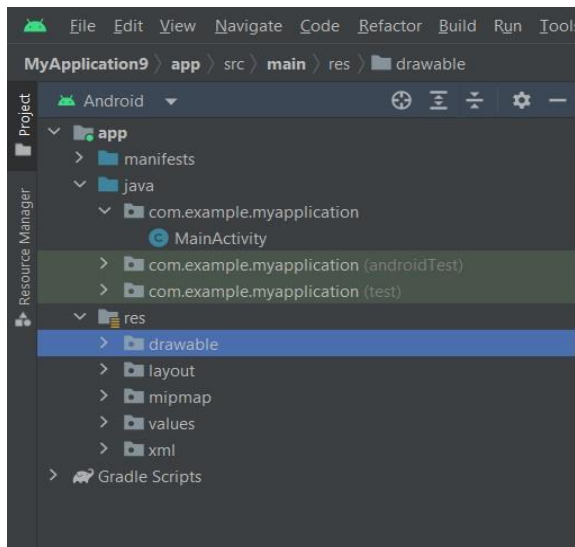 File Edit View Navigate Code Refactor Build Run Tools
MyApplication9 app src main res drawable
Project
Android
app
manifests
java
com.example.myapplication
C MainActivity
com.example.myapplication (androidTest)
com.example.myapplication (test)
Resource Manager
res
drawable
layout
mipmap
values
xml
Gradle Scripts